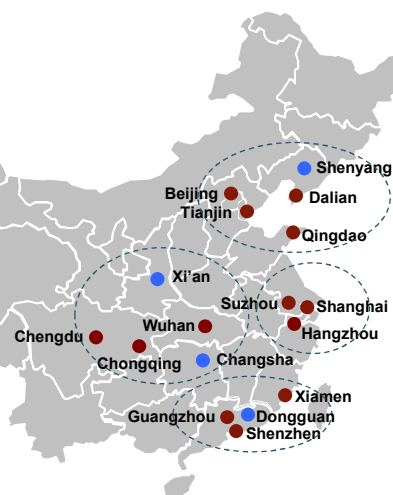 Shenyang
Beijing
Dalian
Tianjin
Qingdao
Xi’an
Suzhou
Shanghai
Wuhan
Hangzhou
Chengdu
Chongqing
Changsha
Xiamen
Guangzhou
Dongguan
Shenzhen